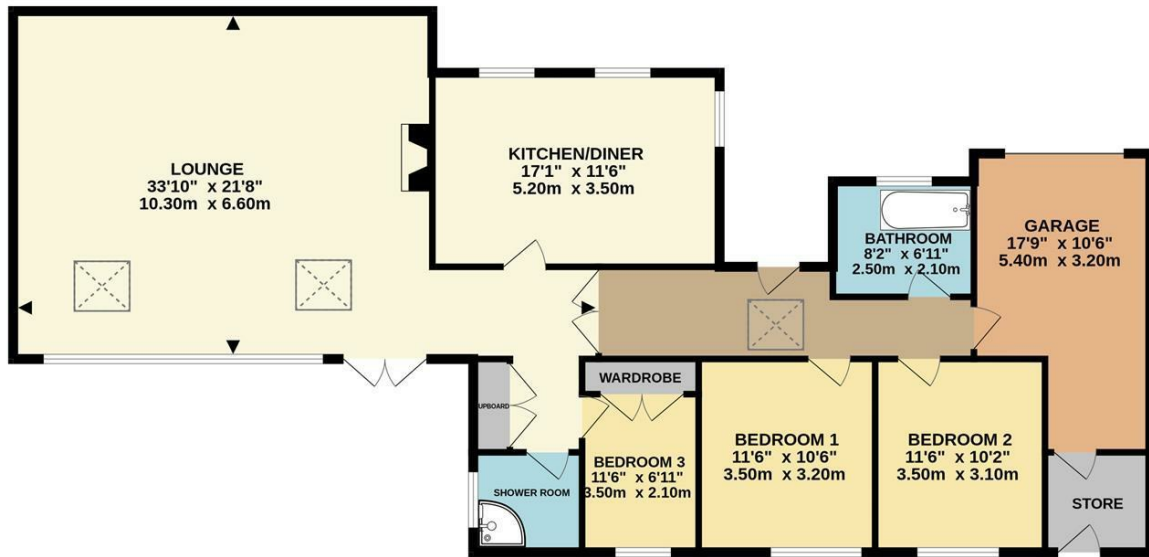 LOUNGE
33'10" x 21'8"
10.30m x 6.60m
KITCHEN/DINER
17'1" x 11'6"
5.20m x 3.50m
BATHROOM
8'2" x 6'11"
2.50m x 2.10m
GARAGE
17'9" x 10'6"
5.40m x 3.20m
WARDROBE
UPBOARD
BEDROOM 3
11'6" x 6'11"
3.50m x 2.10m
BEDROOM 1
11'6" x 10'6"
3.50m x 3.20m
BEDROOM 2
11'6" x 10'2"
3.50m x 3.10m
SHOWER ROOM
STORE